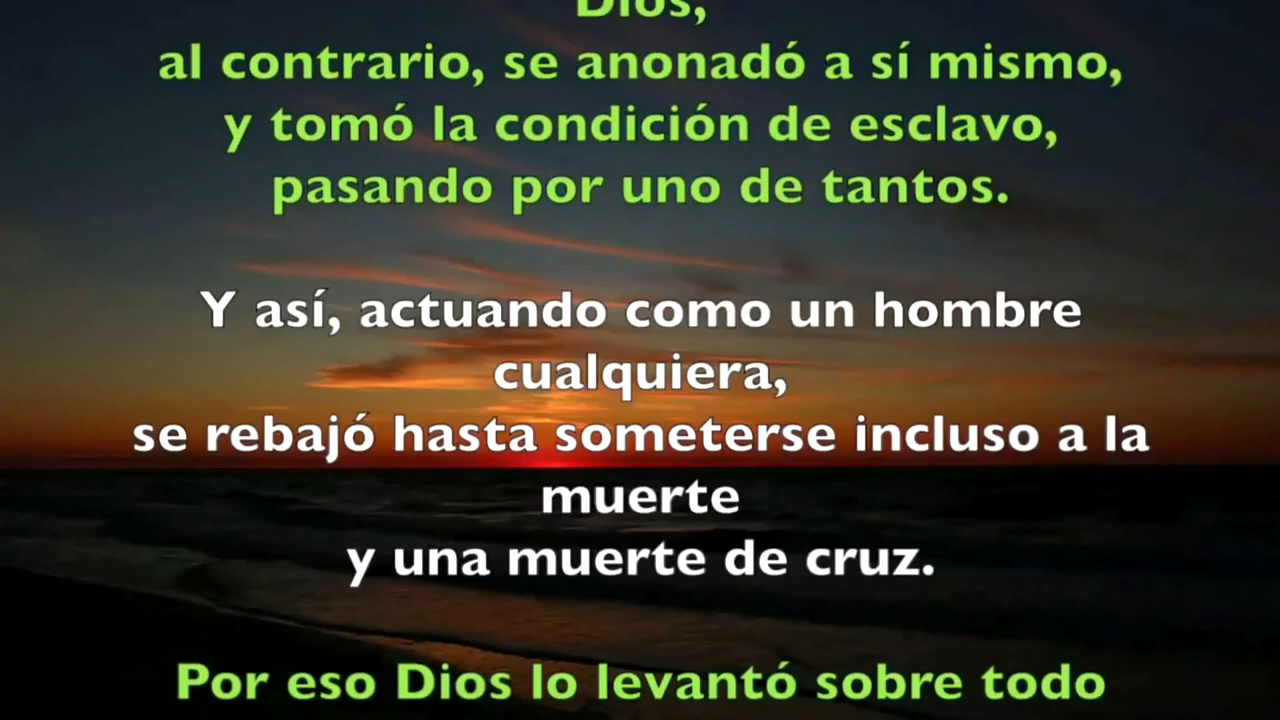 Dios,
al contrario, se anonadó a sí mismo,
y tomó la condición de esclavo,
pasando por uno de tantos.
Y así, actuando como un hombre
cualquiera,
se rebajó hasta someterse incluso a la
muerte
y una muerte de cruz.
Por eso Dios lo levantó sobre todo